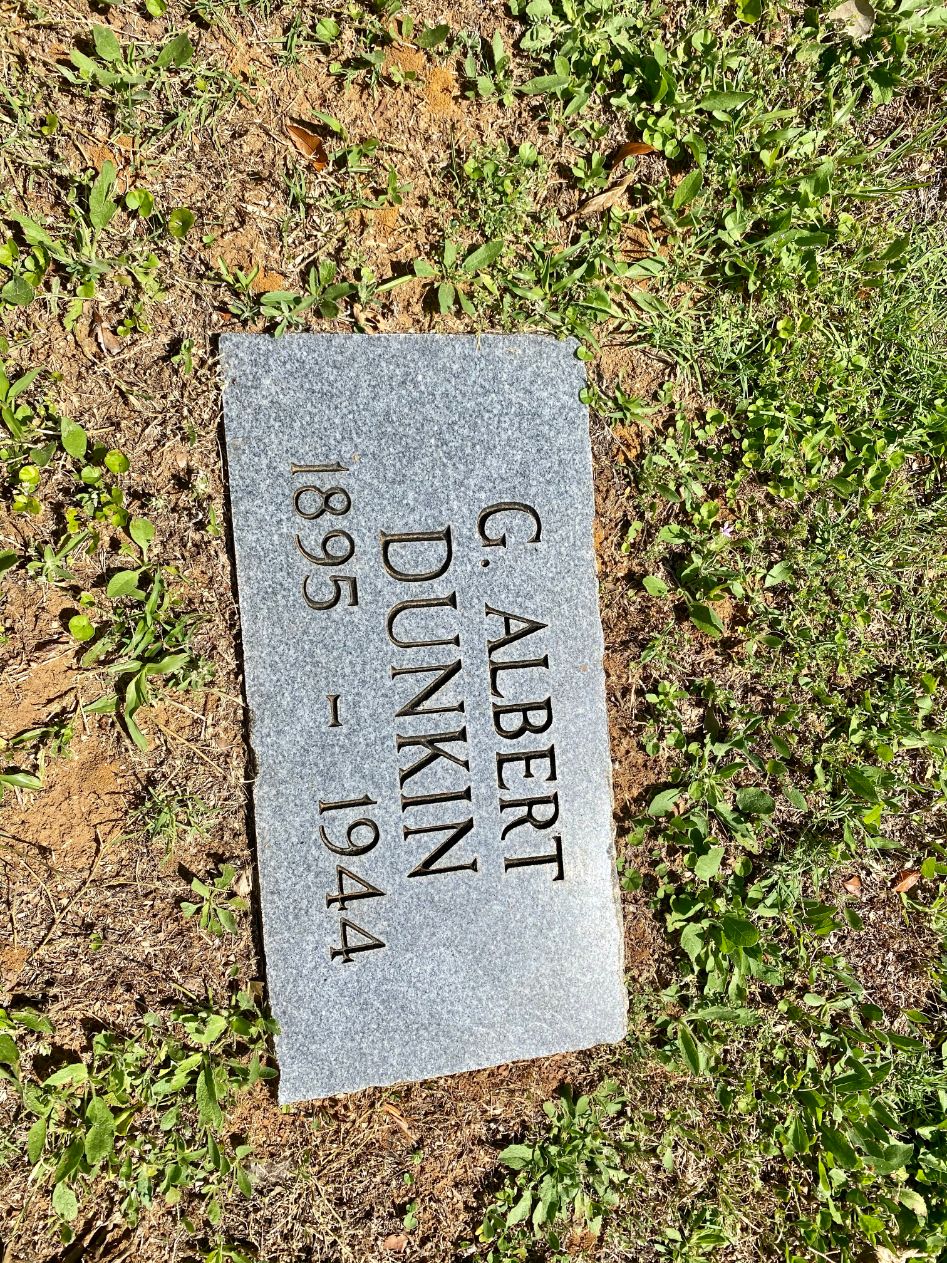 G. ALBERT
DUNKIN
1895 - 1944